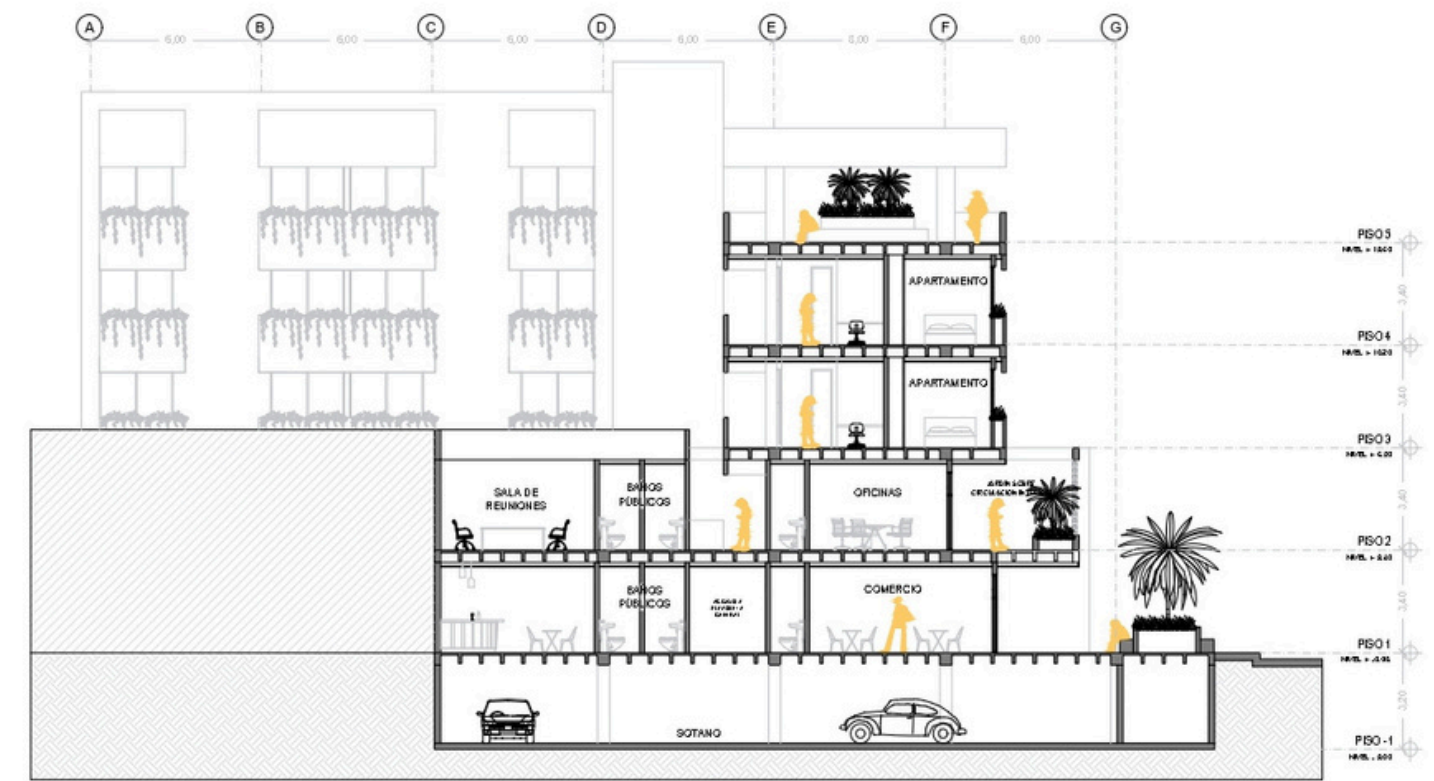 A B C D E F G
6,00 6,00 6,00 6,00 6,00 6,00
PISO 5
APARTAMENTO
3,40
PISO 4
APARTAMENTO
3,40
PISO 3
SALA DE
REUNIONES
BAÑOS
PÚBLICOS
OFICINAS
3,40
PISO 2
BAÑOS
PÚBLICOS
COMERCIO
3,40
PISO 1
SOTANO
3,20
PISO -1